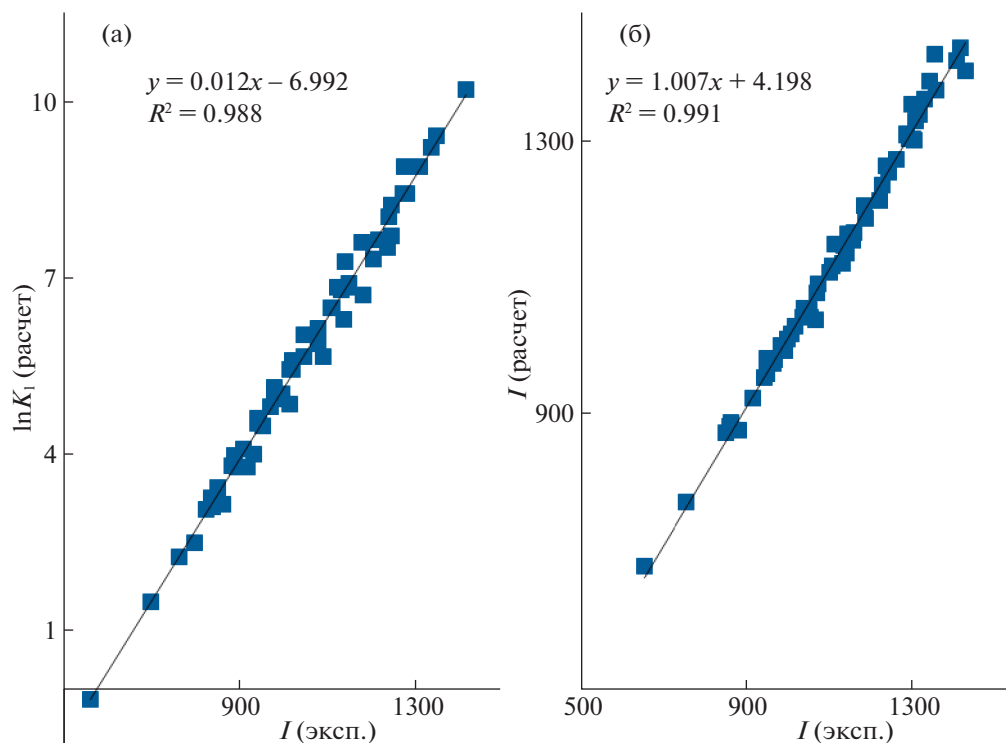 (а)
y = 0.012x – 6.992
R² = 0.988
10
7
4
1
lnK₁ (расчет)
900
1300
I (эксп.)
(б)
y = 1.007x + 4.198
R² = 0.991
1300
900
I (расчет)
500
900
1300
I (эксп.)